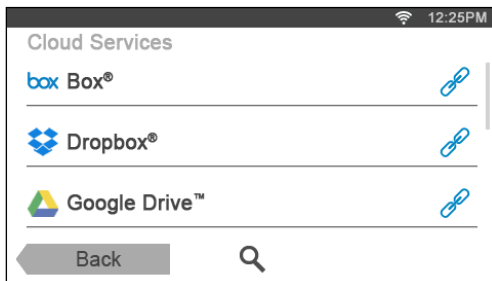 12:25PM
Cloud Services
box Box®
Dropbox®
Google Drive™
Back